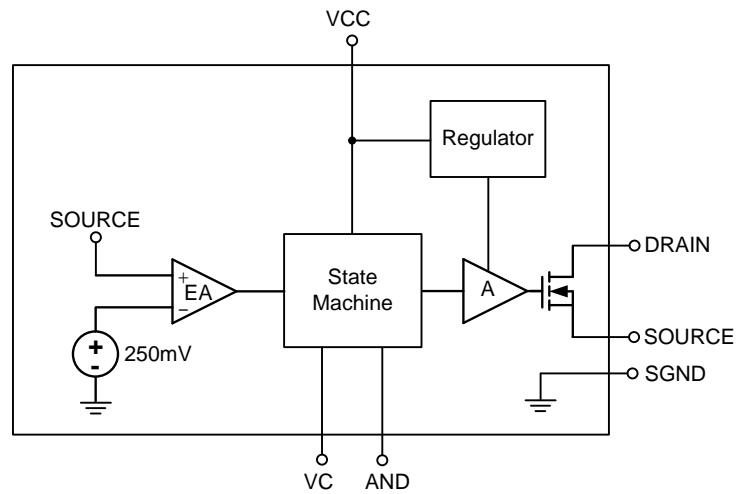 VCC
Regulator
SOURCE
DRAIN
+
EA
−
State
Machine
A
+
-
250mV
SOURCE
SGND
VC
AND